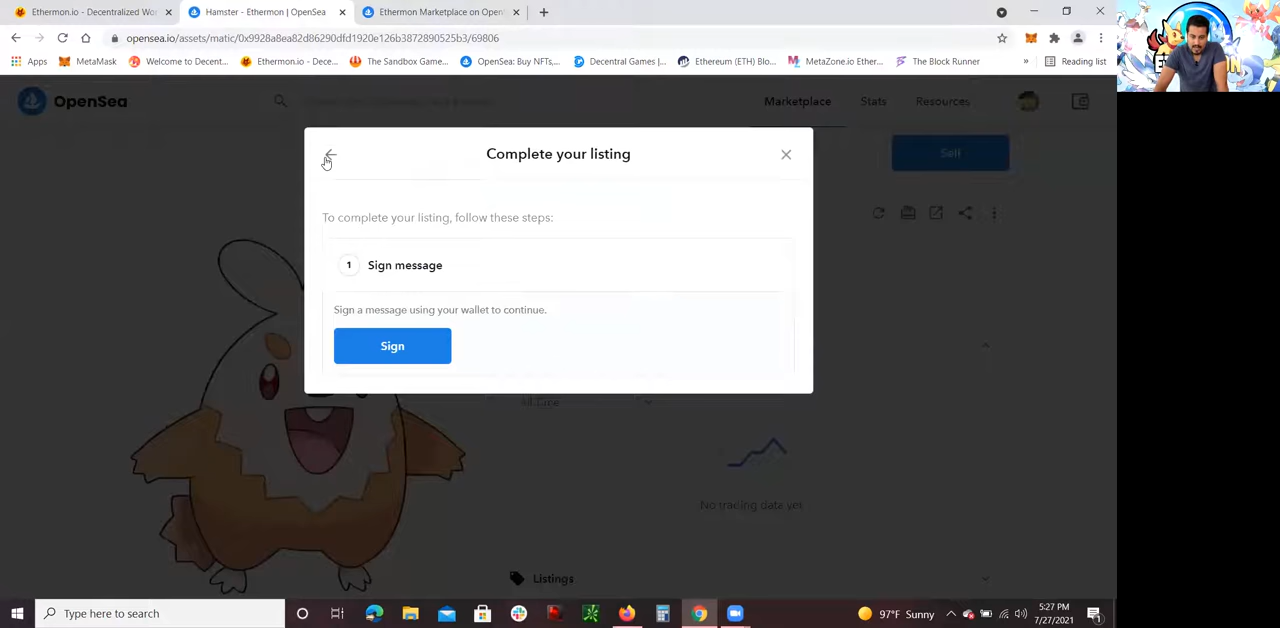 Ethermon.io - Decentralized Wo
Hamster - Ethermon | OpenSea
Ethermon Marketplace on Open
opensea.io/assets/matic/0x9928a8ea82d86290dfd1920e126b3872890525b3/69806
Apps
MetaMask
Welcome to Decent...
Ethermon.io - Dece...
The Sandbox Game...
OpenSea: Buy NFTs,...
Decentral Games |...
Ethereum (ETH) Blo...
MetaZone.io Ether...
The Block Runner
»
Reading list
OpenSea
Marketplace
Stats
Resources
Sell
Complete your listing
To complete your listing, follow these steps:
1 Sign message
Sign a message using your wallet to continue.
Sign
All Time
No trading data yet
Listings
Type here to search
97°F Sunny
5:27 PM
7/27/2021
1